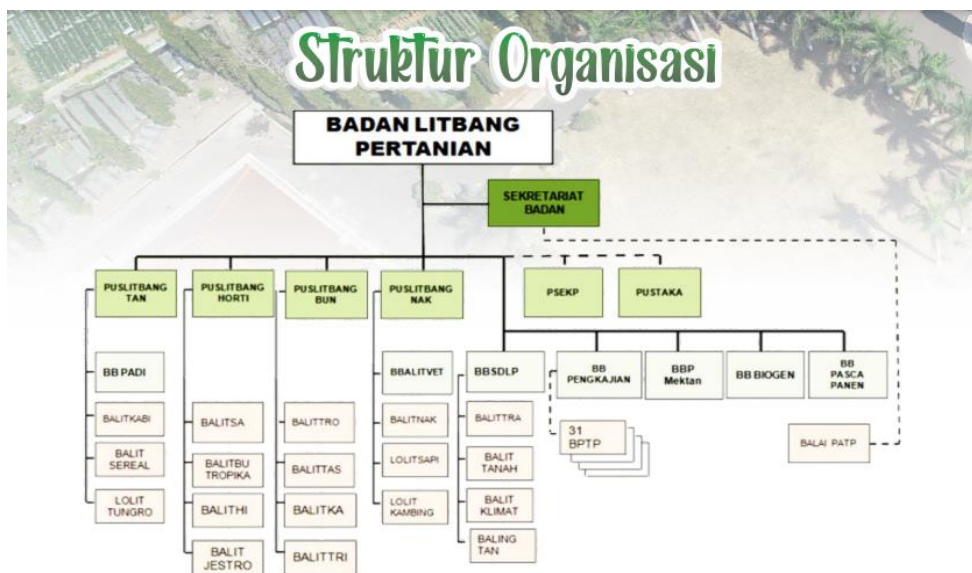 Struktur Organisasi
BADAN LITBANG
PERTANIAN
SEKRETARIAT
BADAN
PUSLITBANG
TAN
PUSLITBANG
HORTI
PUSLITBANG
BUN
PUSLITBANG
NAK
PSEKP
PUSTAKA
BB PADI
BBALITVET
BBSDLP
BB
PENGKAJIAN
BBP
Mektan
BB BIOGEN
BB
PASCA
PANEN
BALITKABI
BALITSA
BALITTRO
BALITNAK
BALITTRA
31
BPTP
BALAI PATP
BALIT
SEREAL
BALITBU
TROPIKA
BALITTAS
LOLITSAPI
BALIT
TANAH
LOLIT
TUNGRO
BALITHI
BALITKA
LOLIT
KAMBING
BALIT
KLIMAT
BALIT
JESTRO
BALITTRI
BALING
TAN